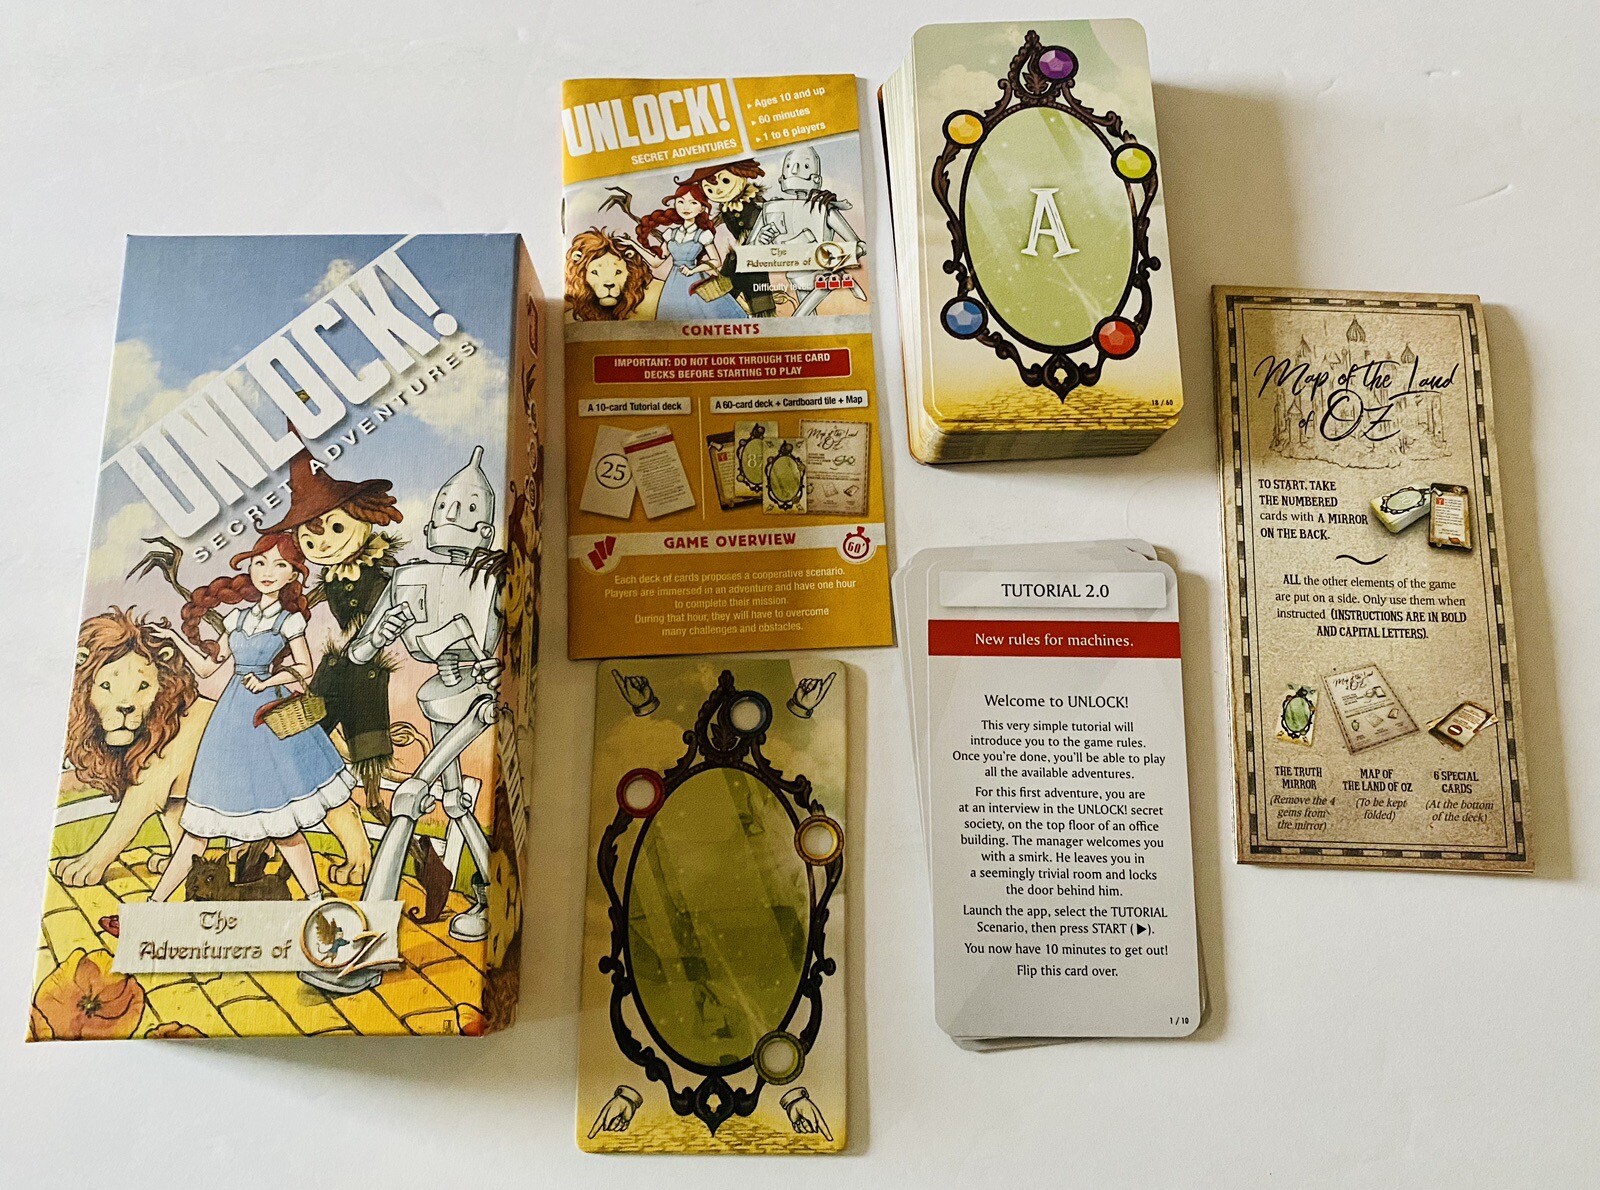 UNLOCK!
SECRET ADVENTURES
The
Adventurers of OZ
UNLOCK!
SECRET ADVENTURES
▸ Ages 10 and up
▸ 60 minutes
▸ 1 to 6 players
The
Adventurers of OZ
Difficulty level:
CONTENTS
IMPORTANT: DO NOT LOOK THROUGH THE CARD
DECKS BEFORE STARTING TO PLAY
A 10-card Tutorial deck
A 60-card deck + Cardboard tile + Map
25
87
GAME OVERVIEW
GO'
Each deck of cards proposes a cooperative scenario.
Players are immersed in an adventure and have one hour
to complete their mission.
During that hour, they will have to overcome
many challenges and obstacles.
A
18 / 60
TUTORIAL 2.0
New rules for machines.
Welcome to UNLOCK!
This very simple tutorial will
introduce you to the game rules.
Once you're done, you'll be able to play
all the available adventures.
For this first adventure, you are
at an interview in the UNLOCK! secret
society, on the top floor of an office
building. The manager welcomes you
with a smirk. He leaves you in
a seemingly trivial room and locks
the door behind him.
Launch the app, select the TUTORIAL
Scenario, then press START (▶).
You now have 10 minutes to get out!
Flip this card over.
1 / 10
Map of the Land
of OZ
TO START, TAKE
THE NUMBERED
cards with A MIRROR
ON THE BACK.
ALL the other elements of the game
are put on a side. Only use them when
instructed (INSTRUCTIONS ARE IN BOLD
AND CAPITAL LETTERS).
THE TRUTH
MIRROR
(Remove the 4
gems from
the mirror)
MAP OF
THE LAND OF OZ
(To be kept
folded)
6 SPECIAL
CARDS
(At the bottom
of the deck)